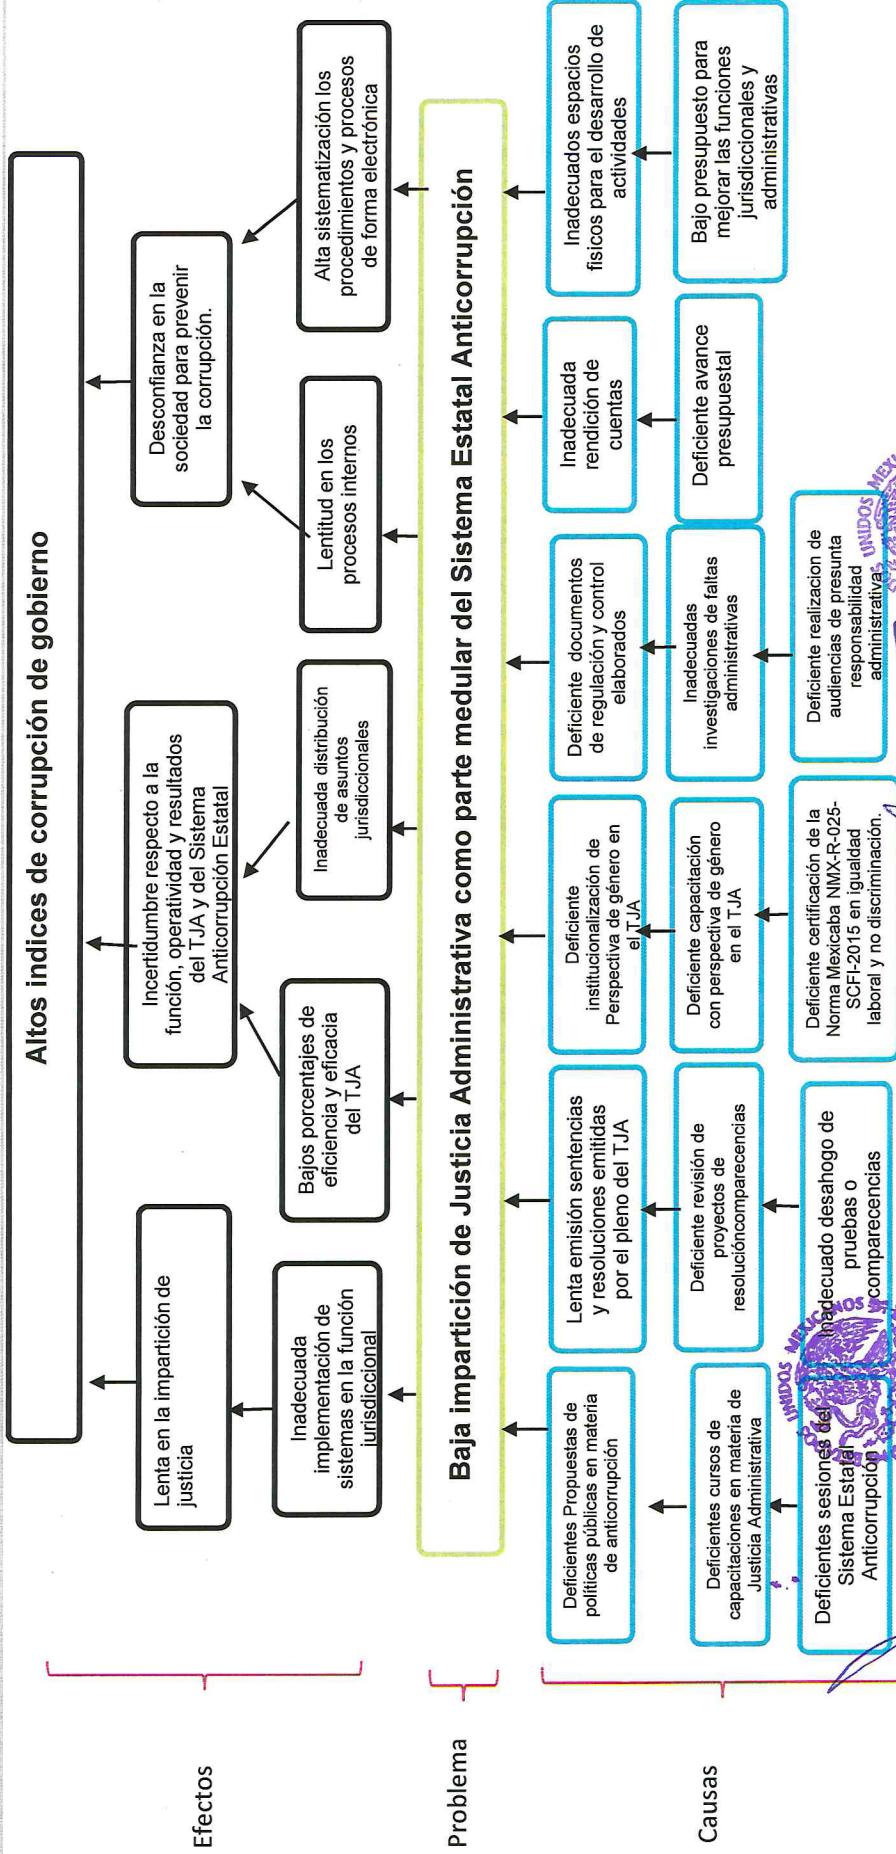 Altos indices de corrupción de gobierno
Lenta en la impartición de
justicia
Incertidumbre respecto a la
función, operatividad y resultados
del TJA y del Sistema
Anticorrupción Estatal
Desconfianza en la
sociedad para prevenir
la corrupción.
Efectos
Inadecuada
implementación de
sistemas en la función
jurisdiccional
Bajos porcentajes de
eficiencia y eficacia
del TJA
Inadecuada distribución
de asuntos
jurisdiccionales
Lentitud en los
procesos internos
Alta sistematización los
procedimientos y procesos
de forma electrónica
Problema
Baja impartición de Justicia Administrativa como parte medular del Sistema Estatal Anticorrupción
Deficientes Propuestas de
políticas públicas en materia
de anticorrupción
Lenta emisión sentencias
y resoluciones emitidas
por el pleno del TJA
Deficiente
institucionalización de
Perspectiva de género en
el TJA
Deficiente documentos
de regulación y control
elaborados
Inadecuada
rendición de
cuentas
Inadecuados espacios
fisicos para el desarrollo de
actividades
Causas
Deficientes cursos de
capacitaciones en materia de
Justicia Administrativa
Deficiente revisión de
proyectos de
resolucióncomparecencias
Deficiente capacitación
con perspectiva de género
en el TJA
Inadecuadas
investigaciones de faltas
administrativas
Deficiente avance
presupuestal
Bajo presupuesto para
mejorar las funciones
jurisdiccionales y
administrativas
Deficientes sesiones del
Sistema Estatal
Anticorrupción
Inadecuado desahogo de
pruebas o
comparecencias
Deficiente certificación de la
Norma Mexicaba NMX-R-025-
SCFI-2015 en igualdad
laboral y no discriminación.
Deficiente realizacion de
audiencias de presunta
responsabilidad
administrativa
UNIDOS MEXICANOS
UNIDOS